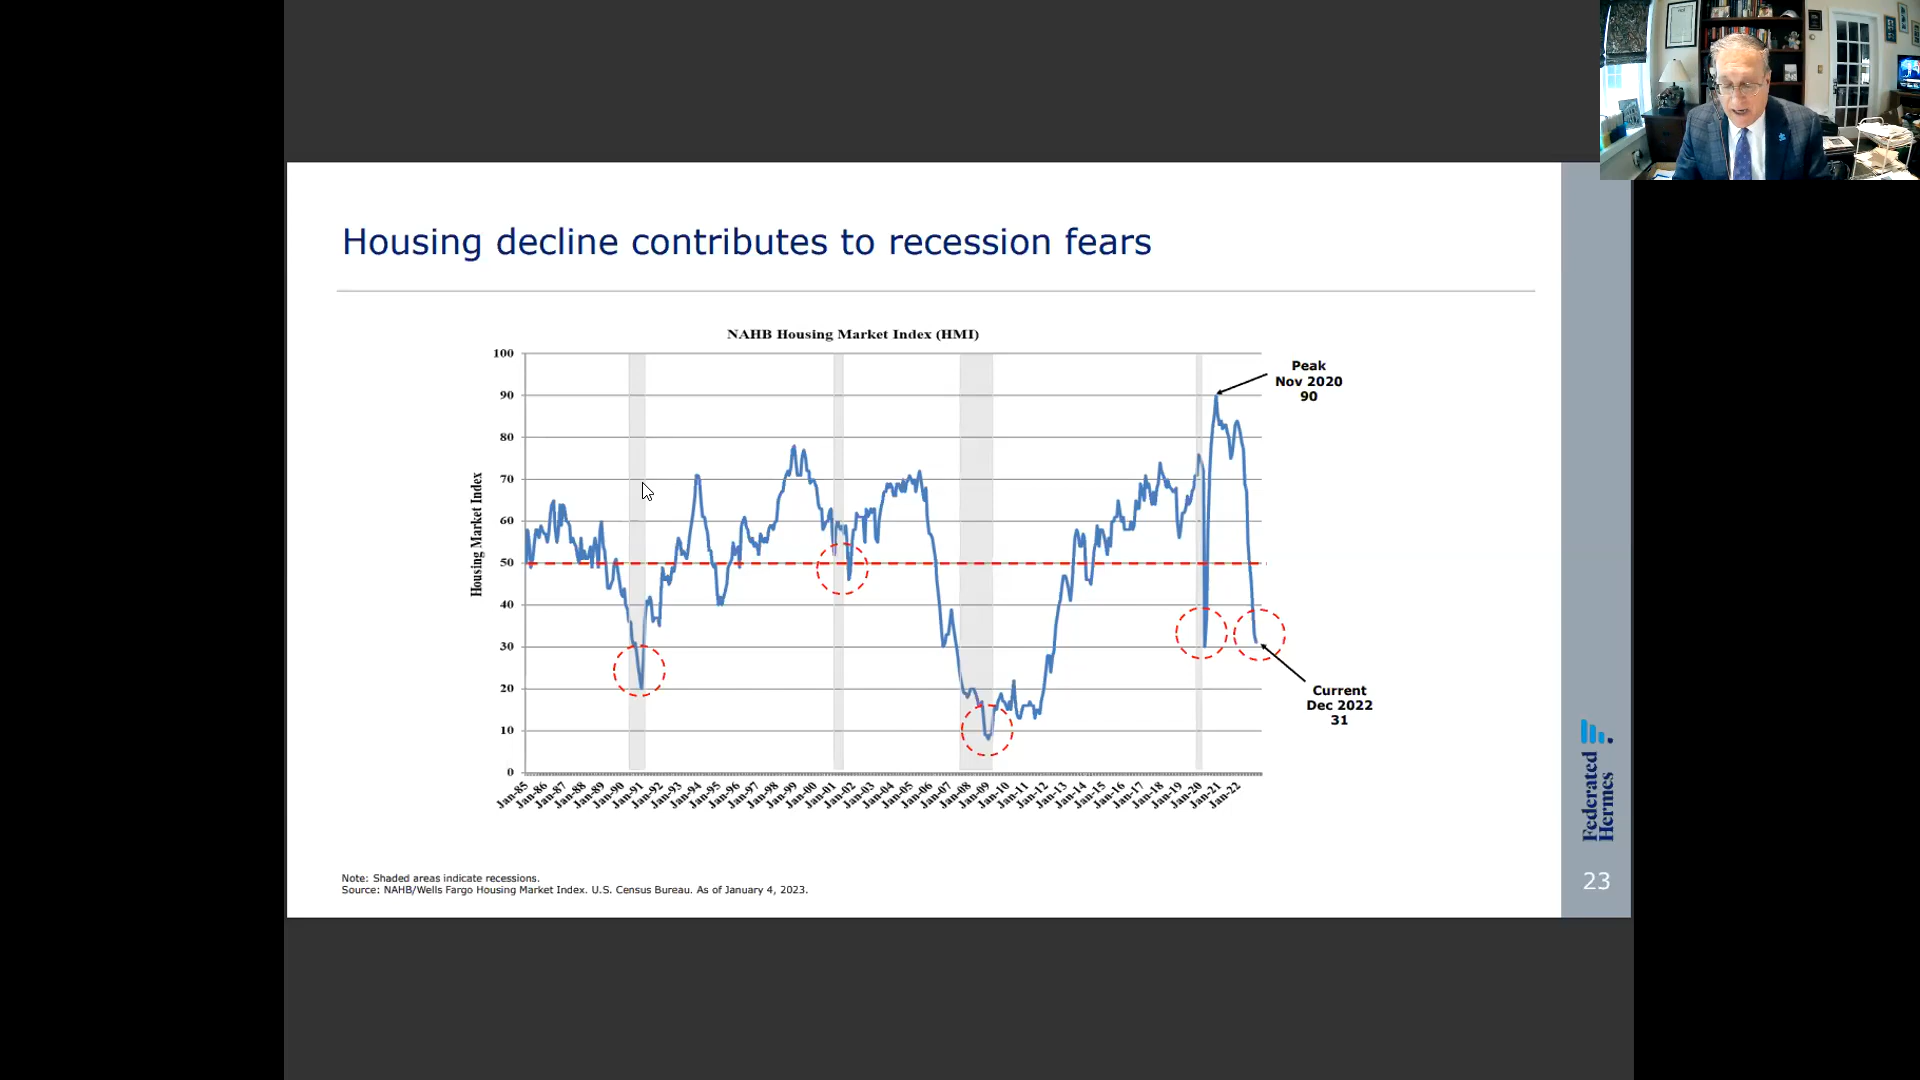 Housing decline contributes to recession fears
NAHB Housing Market Index (HMI)
Housing Market Index
100
90
80
70
60
50
40
30
20
10
0
Jan-85
Jan-86
Jan-87
Jan-88
Jan-89
Jan-90
Jan-91
Jan-92
Jan-93
Jan-94
Jan-95
Jan-96
Jan-97
Jan-98
Jan-99
Jan-00
Jan-01
Jan-02
Jan-03
Jan-04
Jan-05
Jan-06
Jan-07
Jan-08
Jan-09
Jan-10
Jan-11
Jan-12
Jan-13
Jan-14
Jan-15
Jan-16
Jan-17
Jan-18
Jan-19
Jan-20
Jan-21
Jan-22
Peak
Nov 2020
90
Current
Dec 2022
31
Note: Shaded areas indicate recessions.
Source: NAHB/Wells Fargo Housing Market Index. U.S. Census Bureau. As of January 4, 2023.
Federated
Hermes
23